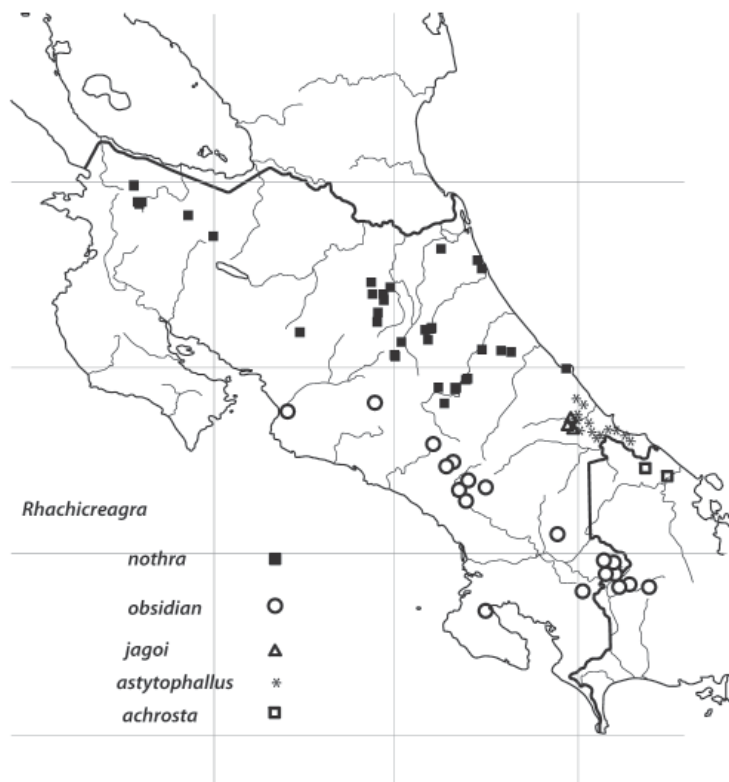 Rhachicreagra
nothra
obsidian
jagoi
astytophallus
achrosta